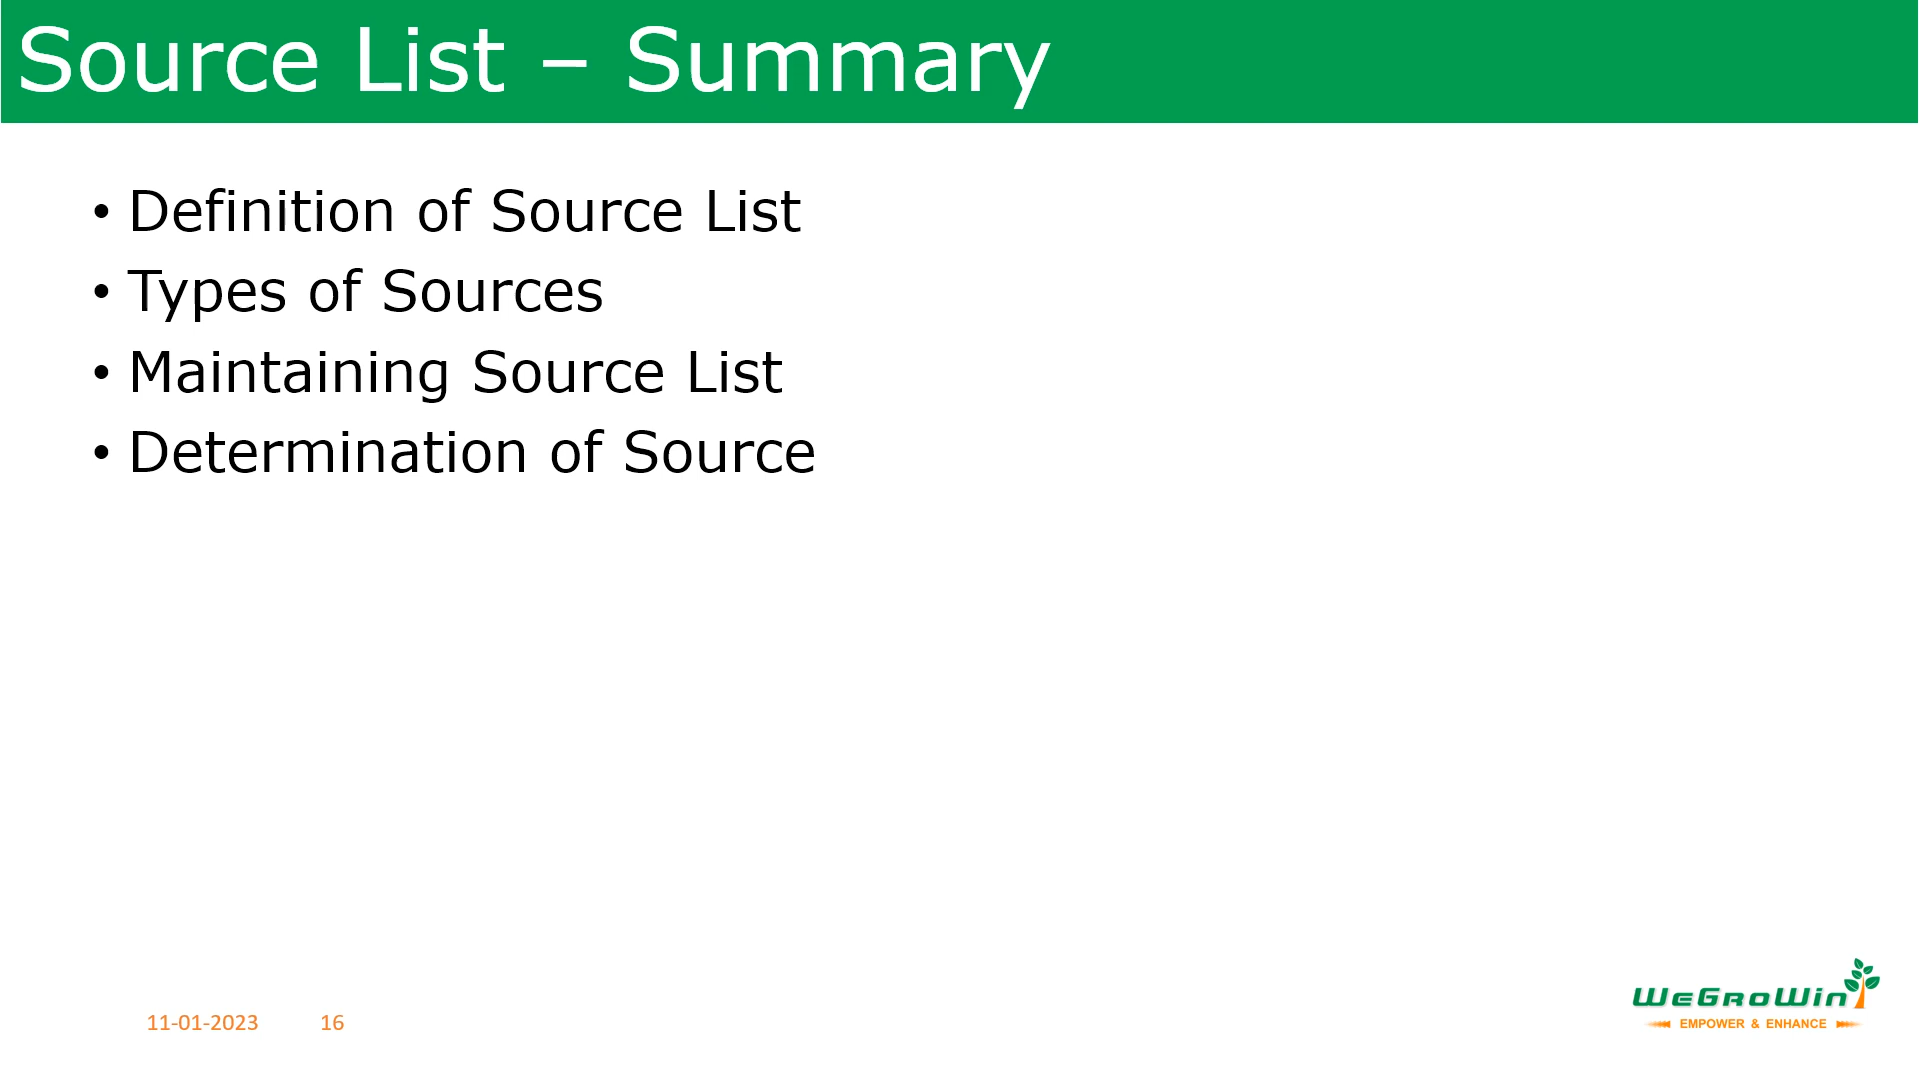 Source List – Summary
• Definition of Source List
• Types of Sources
• Maintaining Source List
• Determination of Source
11-01-2023 16
WeGroWin
EMPOWER & ENHANCE